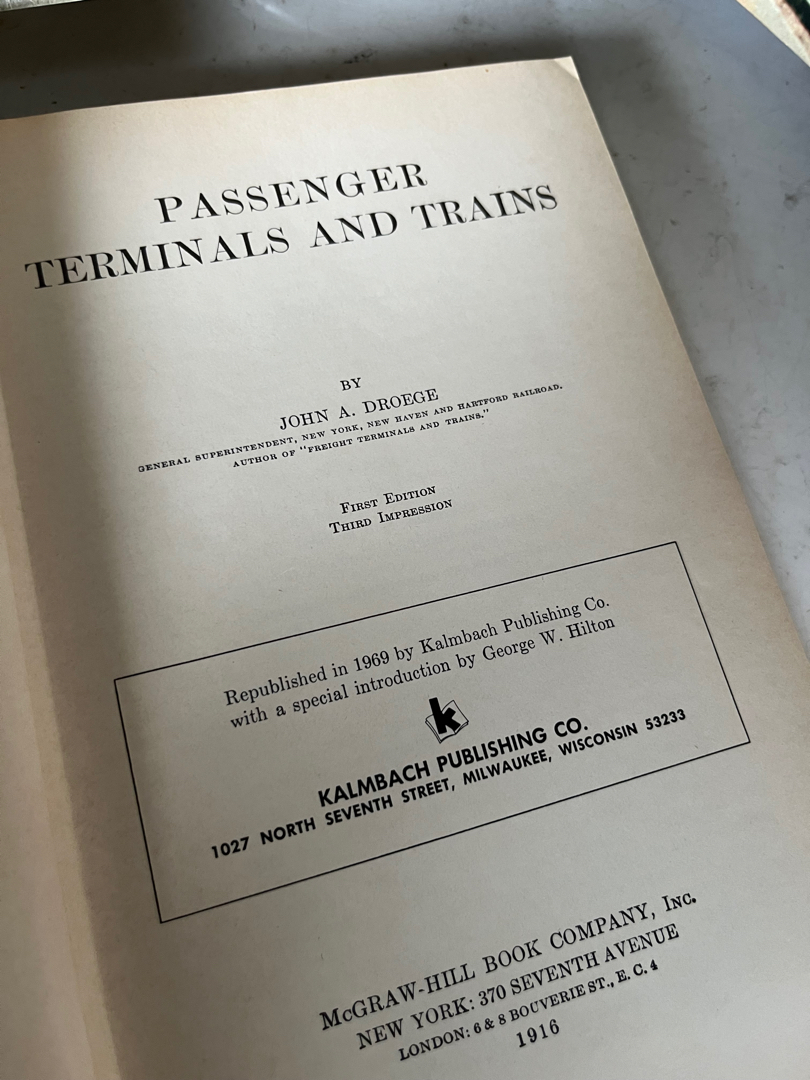 PASSENGER
TERMINALS AND TRAINS
BY
JOHN A. DROEGE
GENERAL SUPERINTENDENT, NEW YORK, NEW HAVEN AND HARTFORD RAILROAD.
AUTHOR OF "FREIGHT TERMINALS AND TRAINS."
FIRST EDITION
THIRD IMPRESSION
Republished in 1969 by Kalmbach Publishing Co.
with a special introduction by George W. Hilton
k
KALMBACH PUBLISHING CO.
1027 NORTH SEVENTH STREET, MILWAUKEE, WISCONSIN 53233
McGRAW-HILL BOOK COMPANY, INC.
NEW YORK: 370 SEVENTH AVENUE
LONDON: 6 & 8 BOUVERIE ST., E. C. 4
1916